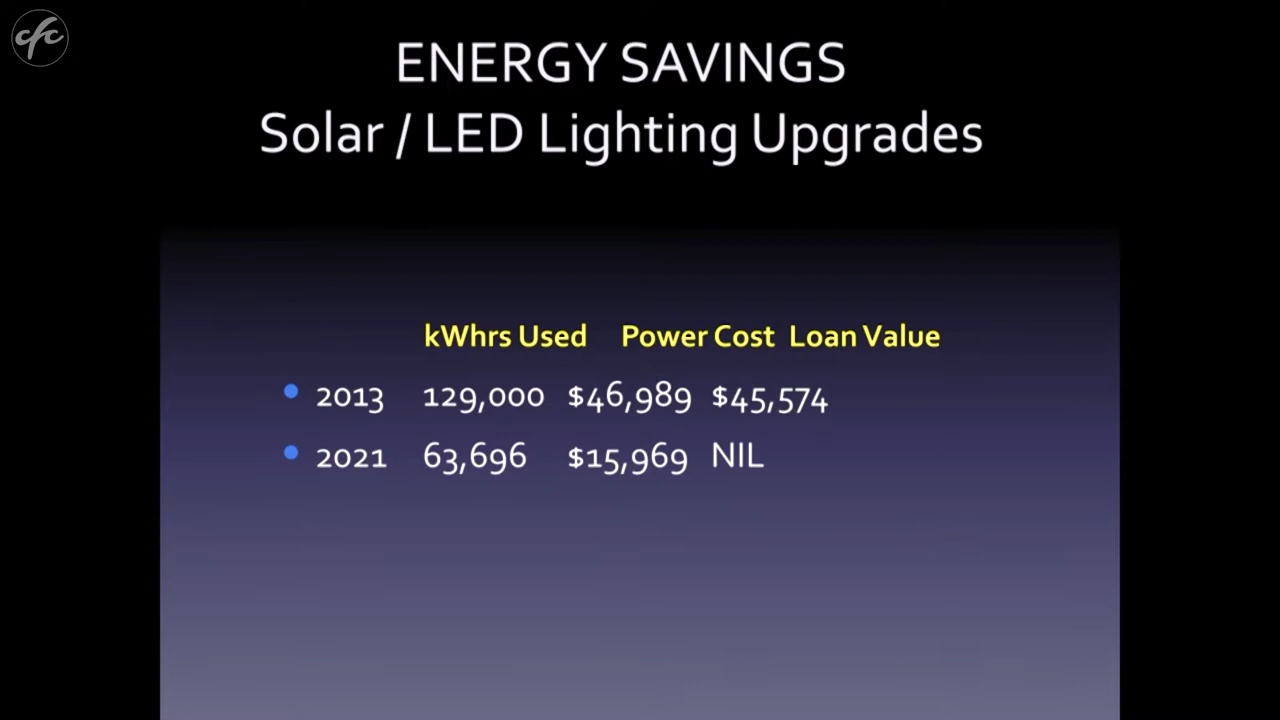 cfc
ENERGY SAVINGS
Solar / LED Lighting Upgrades
kWhrs Used Power Cost Loan Value
• 2013 129,000 $46,989 $45,574
• 2021 63,696 $15,969 NIL